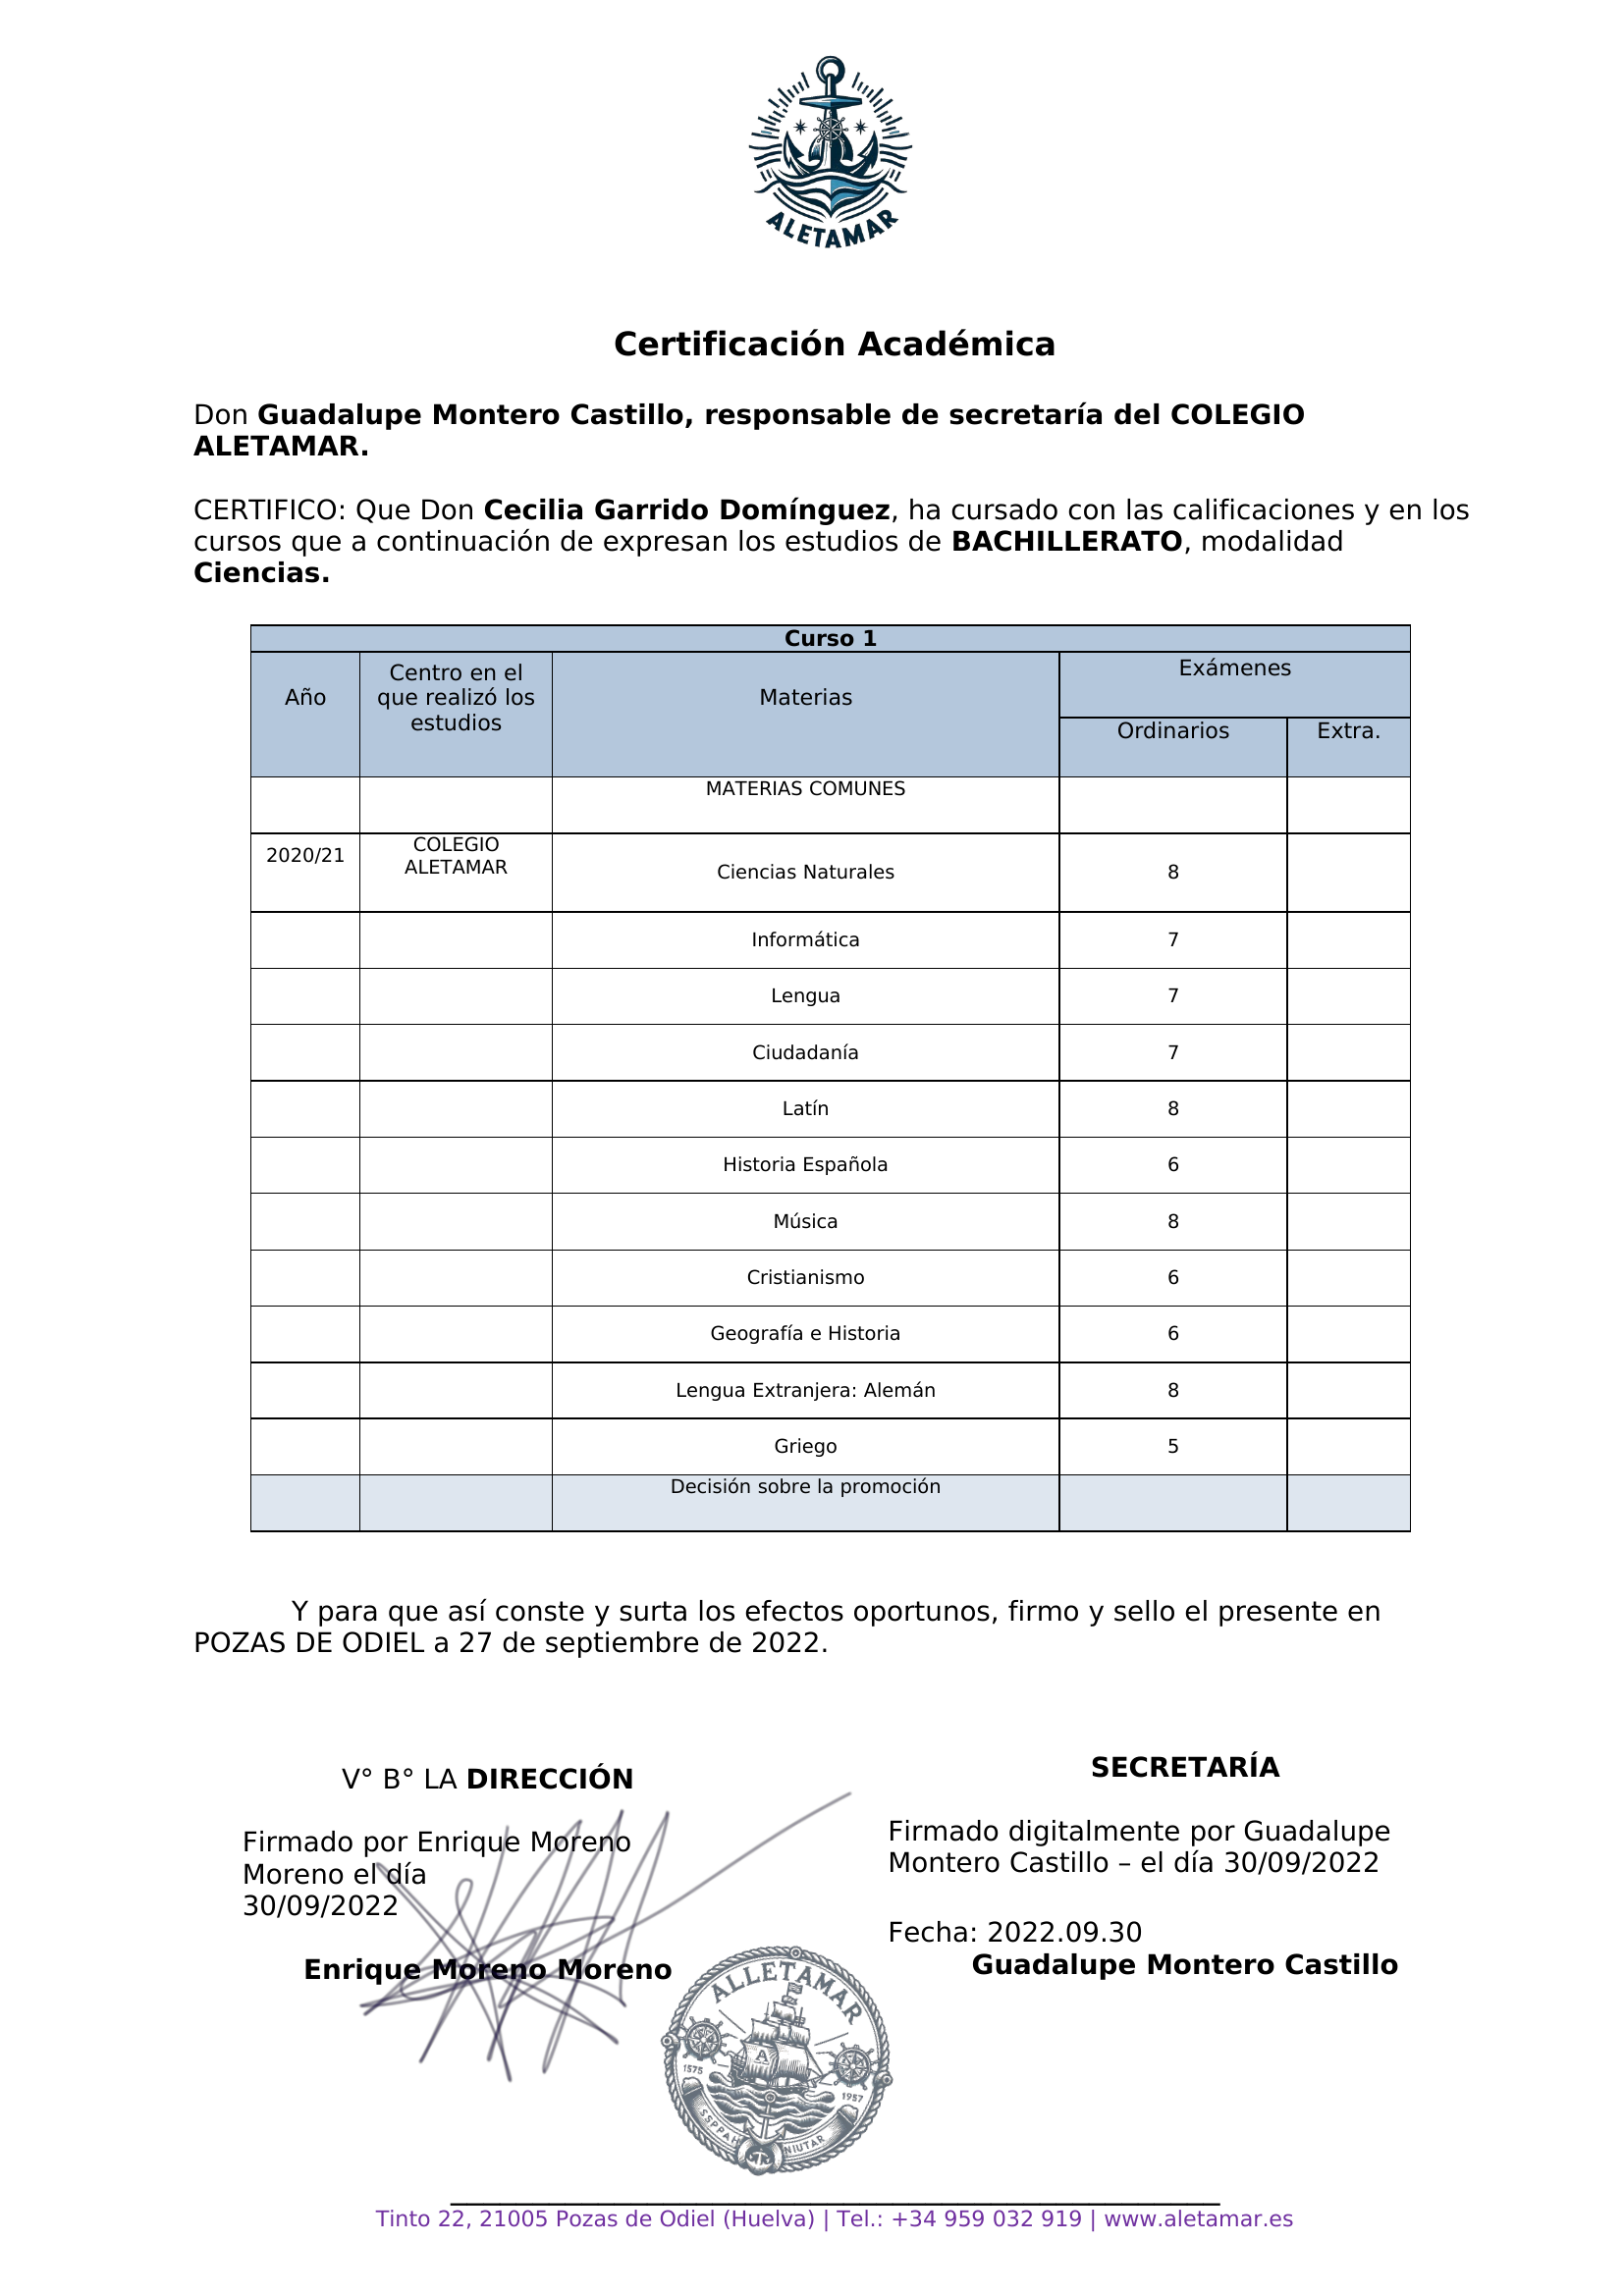 ALETAMAR
Certificación Académica
Don Guadalupe Montero Castillo, responsable de secretaría del COLEGIO
ALETAMAR.
CERTIFICO: Que Don Cecilia Garrido Domínguez, ha cursado con las calificaciones y en los
cursos que a continuación de expresan los estudios de BACHILLERATO, modalidad
Ciencias.
Curso 1
Año
Centro en el
que realizó los
estudios
Materias
Exámenes
Ordinarios
Extra.
MATERIAS COMUNES
2020/21
COLEGIO
ALETAMAR
Ciencias Naturales 8
Informática 7
Lengua 7
Ciudadanía 7
Latín 8
Historia Española 6
Música 8
Cristianismo 6
Geografía e Historia 6
Lengua Extranjera: Alemán 8
Griego 5
Decisión sobre la promoción
Y para que así conste y surta los efectos oportunos, firmo y sello el presente en
POZAS DE ODIEL a 27 de septiembre de 2022.
V° B° LA DIRECCIÓN
Firmado por Enrique Moreno
Moreno el día
30/09/2022
Enrique Moreno Moreno
SECRETARÍA
Firmado digitalmente por Guadalupe
Montero Castillo – el día 30/09/2022
Fecha: 2022.09.30
Guadalupe Montero Castillo
ALLETAMAR
A
1575
1957
SSPPAH
NIUTAR
Tinto 22, 21005 Pozas de Odiel (Huelva) | Tel.: +34 959 032 919 | www.aletamar.es